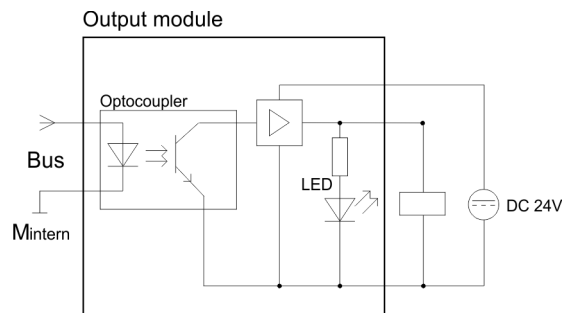 Output module
Optocoupler
Bus
Mintern
LED
DC 24V